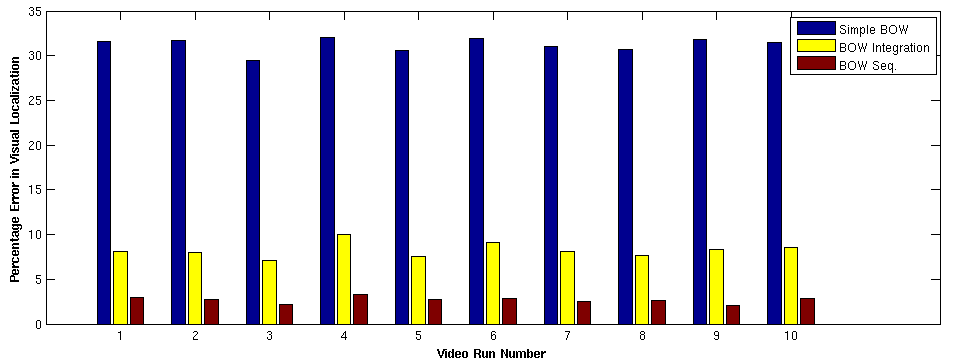 35
30
25
20
15
10
5
0
Percentage Error in Visual Localization
Simple BOW
BOW Integration
BOW Seq.
1 2 3 4 5 6 7 8 9 10
Video Run Number